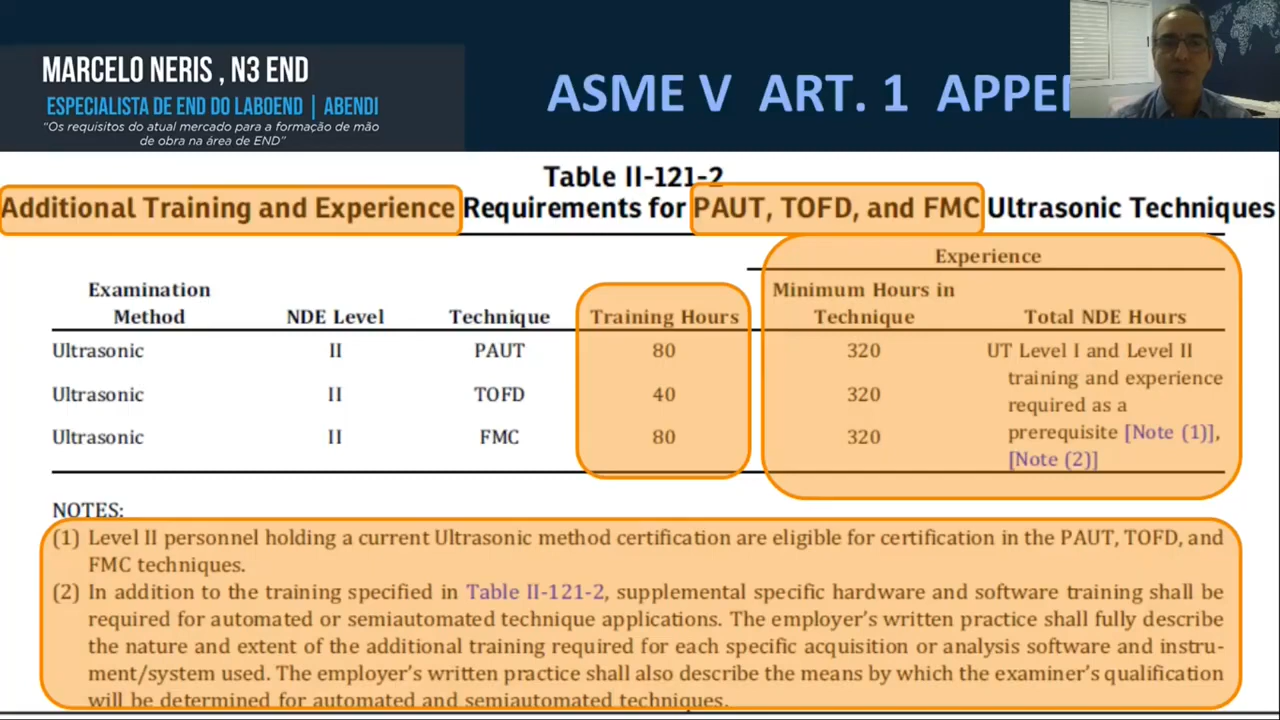 MARCELO NERIS , N3 END
ESPECIALISTA DE END DO LABOEND | ABENDI
“Os requisitos do atual mercado para a formação de mão
de obra na área de END”
ASME V ART. 1
Table II-121-2
Additional Training and Experience Requirements for PAUT, TOFD, and FMC Ultrasonic Techniques
Experience
Examination Minimum Hours in
Method NDE Level Technique Training Hours Technique Total NDE Hours
Ultrasonic II PAUT 80 320 UT Level I and Level II
training and experience
Ultrasonic II TOFD 40 320
required as a
Ultrasonic II FMC 80 320 prerequisite [Note (1)],
[Note (2)]
NOTES:
(1) Level II personnel holding a current Ultrasonic method certification are eligible for certification in the PAUT, TOFD, and
FMC techniques.
(2) In addition to the training specified in Table II-121-2, supplemental specific hardware and software training shall be
required for automated or semiautomated technique applications. The employer’s written practice shall fully describe
the nature and extent of the additional training required for each specific acquisition or analysis software and instru-
ment/system used. The employer’s written practice shall also describe the means by which the examiner’s qualification
will be determined for automated and semiautomated techniques.